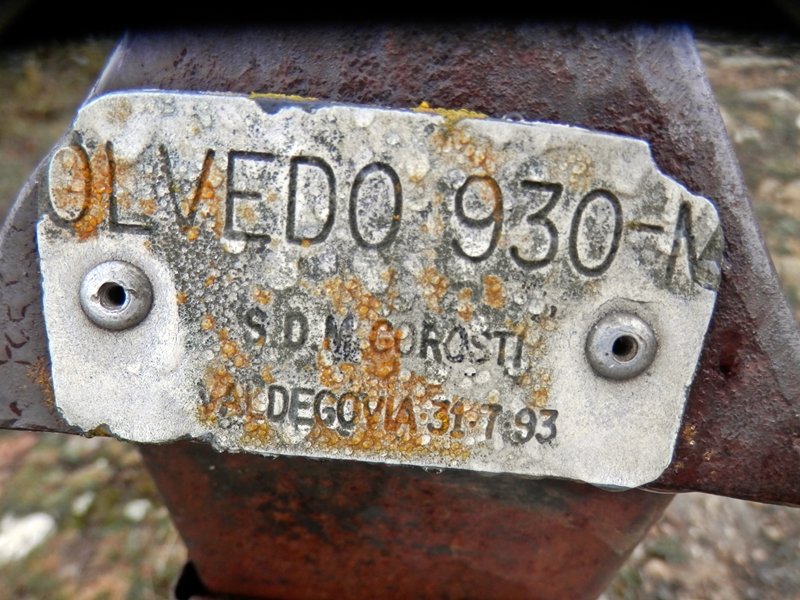 OLVEDO 930-M
S.D.M. GOROSTI
VALDEGOVIA-31-7-93